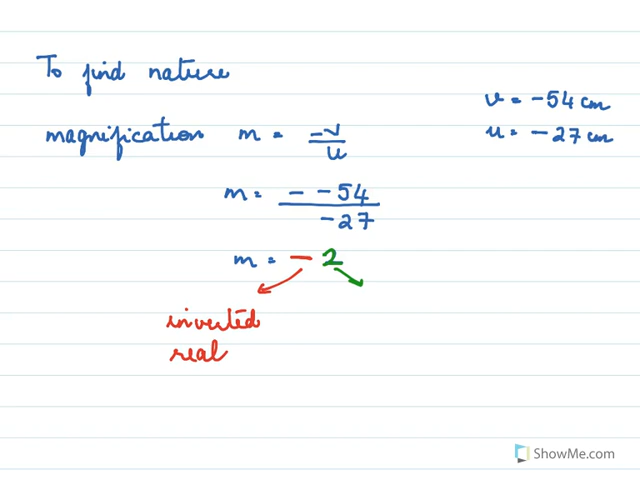 To find nature
v = -54 cm
magnification m = -v/u
u = -27 cm
m = - -54/-27
m = - 2
inverted
real
ShowMe.com